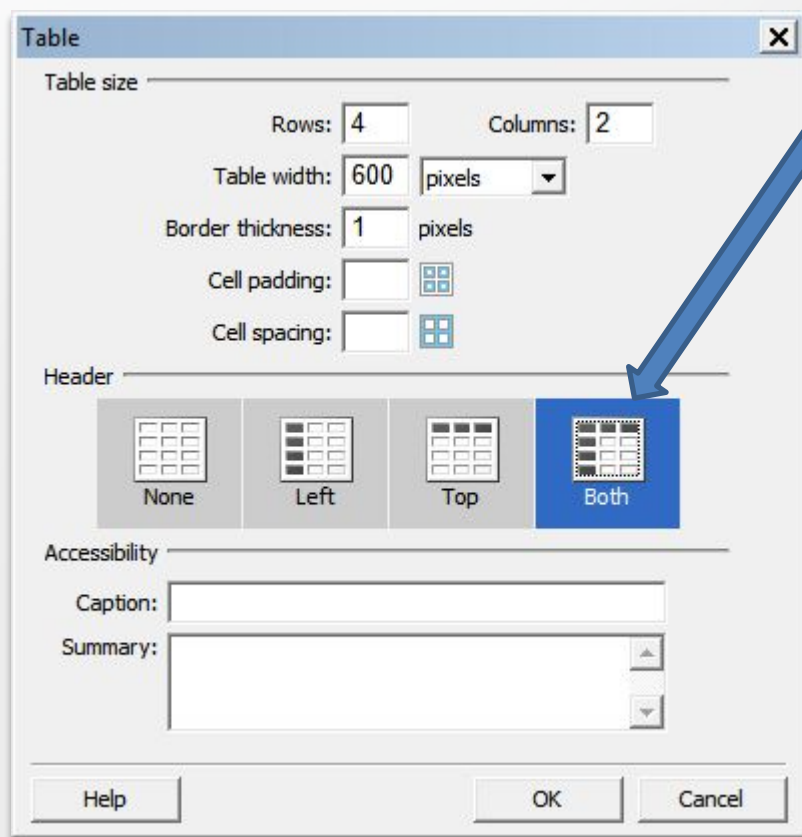 Table
Table size
Rows: 4 Columns: 2
Table width: 600 pixels
Border thickness: 1 pixels
Cell padding:
Cell spacing:
Header
None Left Top Both
Accessibility
Caption:
Summary:
Help OK Cancel